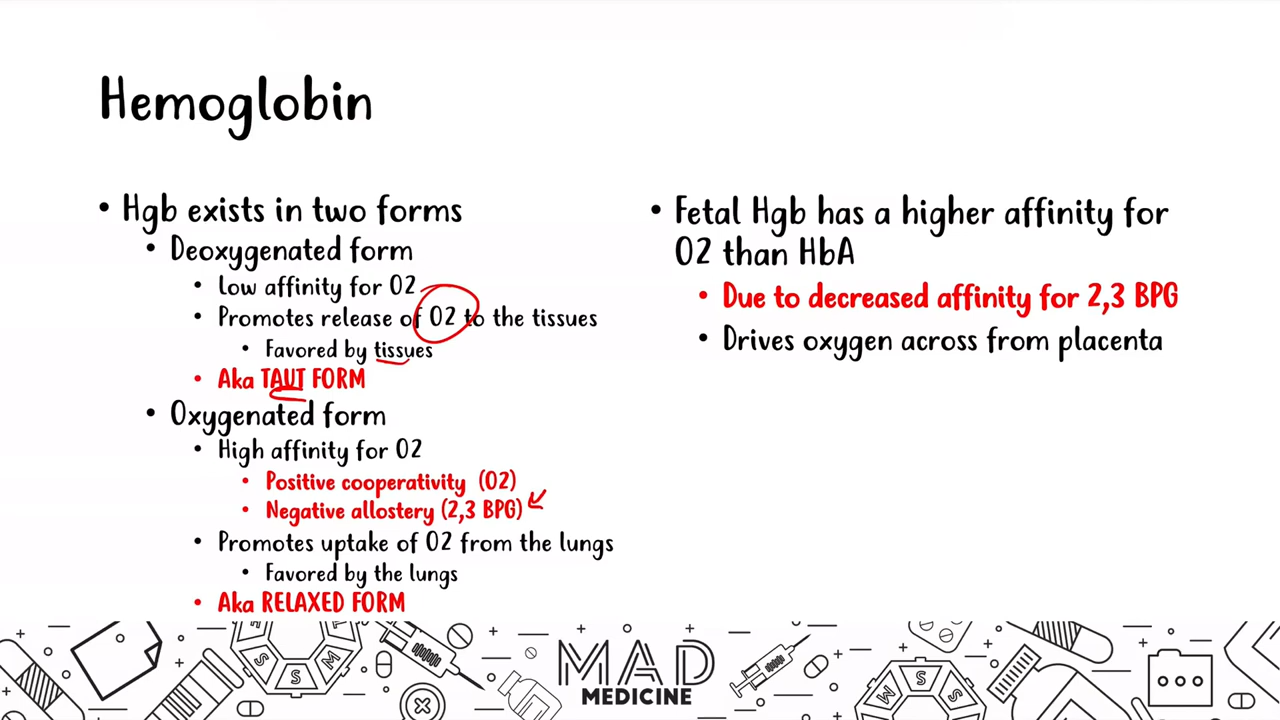 Hemoglobin
• Hgb exists in two forms
• Deoxygenated form
• Low affinity for O2
• Promotes release of O2 to the tissues
• Favored by tissues
• Aka TAUT FORM
• Oxygenated form
• High affinity for O2
• Positive cooperativity (O2)
• Negative allostery (2,3 BPG)
• Promotes uptake of O2 from the lungs
• Favored by the lungs
• Aka RELAXED FORM
• Fetal Hgb has a higher affinity for
O2 than HbA
• Due to decreased affinity for 2,3 BPG
• Drives oxygen across from placenta
S S M
MAD
MEDICINE
M S S